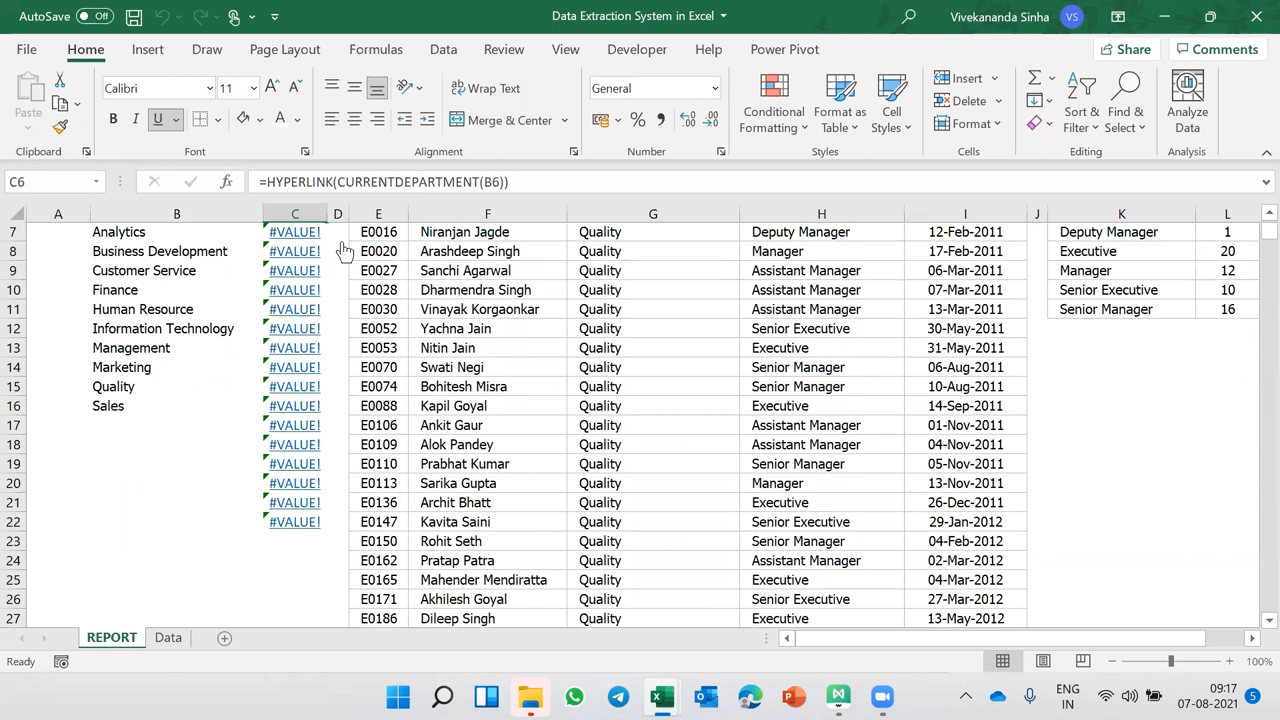 AutoSave Off Data Extraction System in Excel Vivekananda Sinha VS
File Home Insert Draw Page Layout Formulas Data Review View Developer Help Power Pivot Share Comments
Paste Calibri 11 Wrap Text General Conditional Formatting Format as Table Cell Styles Insert Sort & Filter Find & Select Analyze Data
B I U A Merge & Center % Delete
Format
Clipboard Font Alignment Number Styles Cells Editing Analysis
C6 fx =HYPERLINK(CURRENTDEPARTMENT(B6))
A B C D E F G H I J K L
7 Analytics #VALUE! E0016 Niranjan Jagde Quality Deputy Manager 12-Feb-2011 Deputy Manager 1
8 Business Development #VALUE! E0020 Arashdeep Singh Quality Manager 17-Feb-2011 Executive 20
9 Customer Service #VALUE! E0027 Sanchi Agarwal Quality Assistant Manager 06-Mar-2011 Manager 12
10 Finance #VALUE! E0028 Dharmendra Singh Quality Assistant Manager 07-Mar-2011 Senior Executive 10
11 Human Resource #VALUE! E0030 Vinayak Korgaonkar Quality Assistant Manager 13-Mar-2011 Senior Manager 16
12 Information Technology #VALUE! E0052 Yachna Jain Quality Senior Executive 30-May-2011
13 Management #VALUE! E0053 Nitin Jain Quality Executive 31-May-2011
14 Marketing #VALUE! E0070 Swati Negi Quality Senior Manager 06-Aug-2011
15 Quality #VALUE! E0074 Bohitesh Misra Quality Senior Manager 10-Aug-2011
16 Sales #VALUE! E0088 Kapil Goyal Quality Executive 14-Sep-2011
17 #VALUE! E0106 Ankit Gaur Quality Assistant Manager 01-Nov-2011
18 #VALUE! E0109 Alok Pandey Quality Assistant Manager 04-Nov-2011
19 #VALUE! E0110 Prabhat Kumar Quality Senior Manager 05-Nov-2011
20 #VALUE! E0113 Sarika Gupta Quality Manager 13-Nov-2011
21 #VALUE! E0136 Archit Bhatt Quality Executive 26-Dec-2011
22 #VALUE! E0147 Kavita Saini Quality Senior Executive 29-Jan-2012
23 E0150 Rohit Seth Quality Senior Manager 04-Feb-2012
24 E0162 Pratap Patra Quality Assistant Manager 02-Mar-2012
25 E0165 Mahender Mendiratta Quality Executive 04-Mar-2012
26 E0171 Akhilesh Goyal Quality Senior Executive 27-Mar-2012
27 E0186 Dileep Singh Quality Executive 13-May-2012
REPORT Data
Ready 100%
ENG IN 09:17 07-08-2021 5